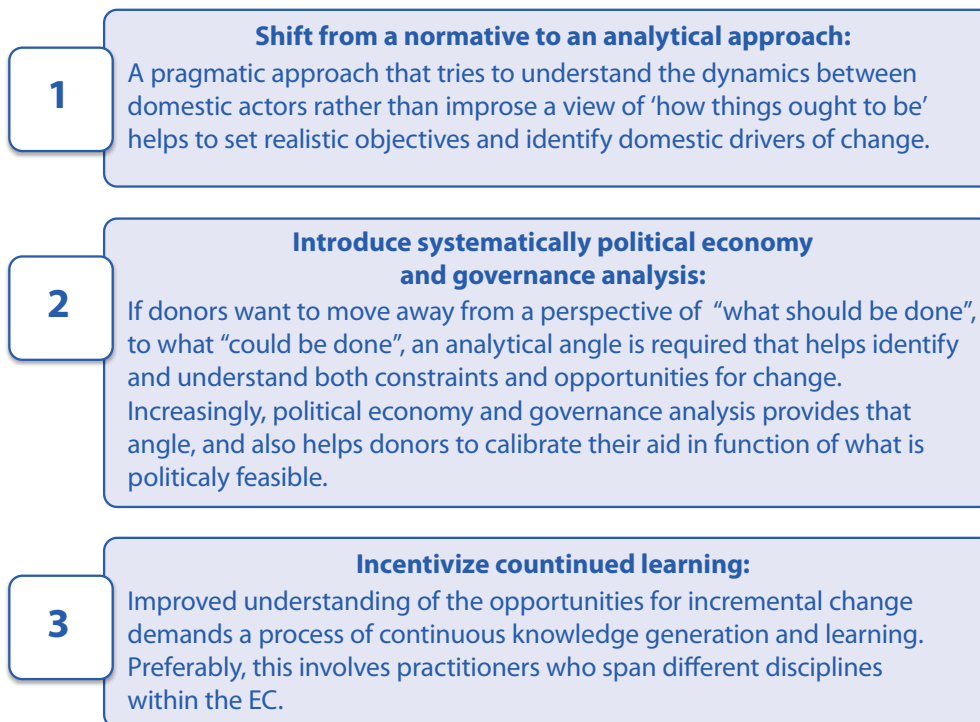 1
Shift from a normative to an analytical approach:
A pragmatic approach that tries to understand the dynamics between
domestic actors rather than improse a view of ‘how things ought to be’
helps to set realistic objectives and identify domestic drivers of change.
2
Introduce systematically political economy
and governance analysis:
If donors want to move away from a perspective of “what should be done”,
to what “could be done”, an analytical angle is required that helps identify
and understand both constraints and opportunities for change.
Increasingly, political economy and governance analysis provides that
angle, and also helps donors to calibrate their aid in function of what is
politicaly feasible.
3
Incentivize countinued learning:
Improved understanding of the opportunities for incremental change
demands a process of continuous knowledge generation and learning.
Preferably, this involves practitioners who span different disciplines
within the EC.